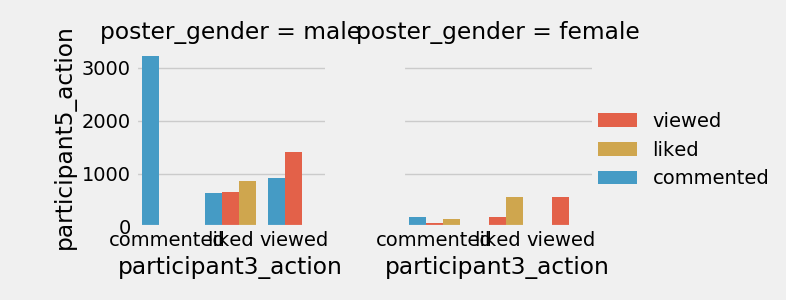 poster_gender = male
poster_gender = female
participant5_action
3000
2000
1000
0
commented
liked
viewed
commented
liked
viewed
participant3_action
participant3_action
viewed
liked
commented